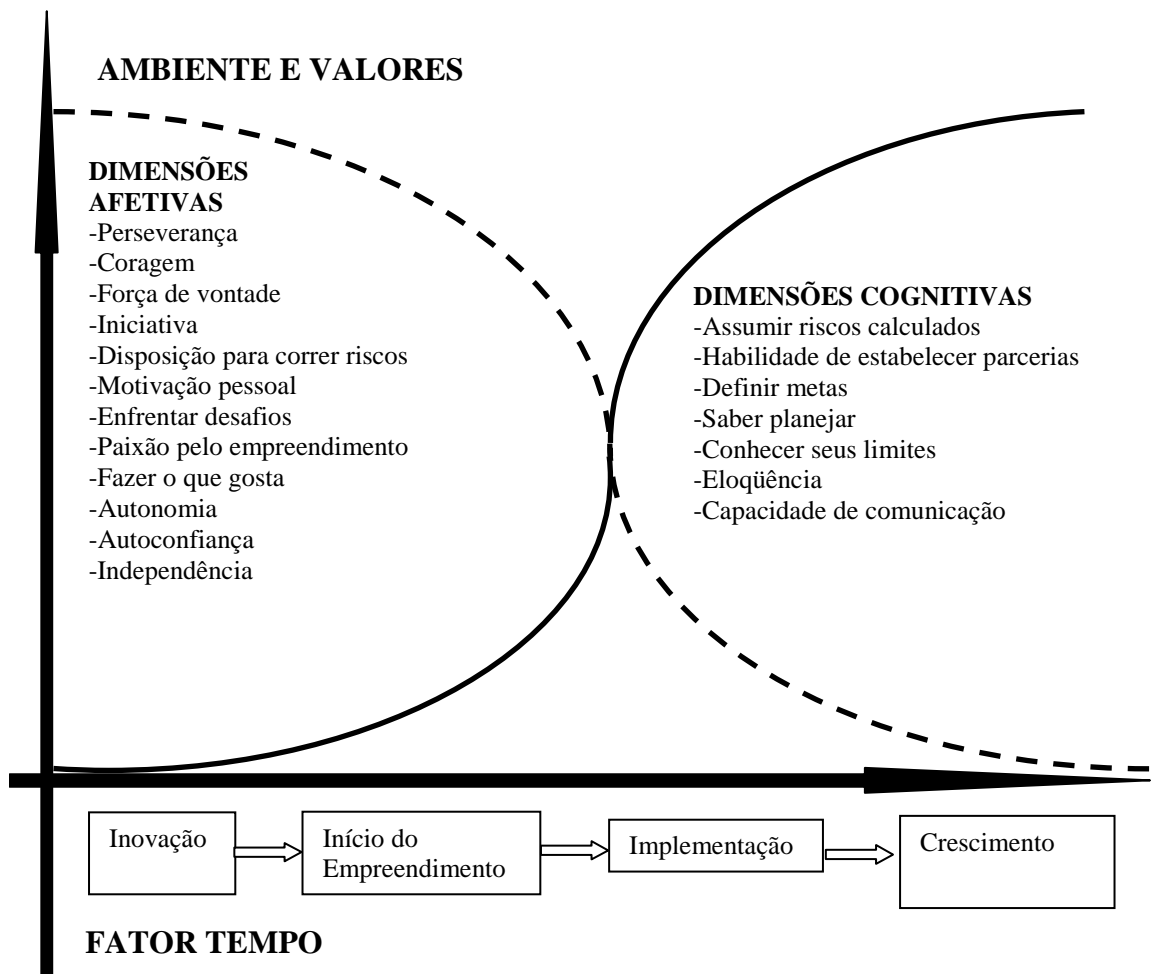 AMBIENTE E VALORES
DIMENSÕES
AFETIVAS
-Perseverança
-Coragem
-Força de vontade
-Iniciativa
-Disposição para correr riscos
-Motivação pessoal
-Enfrentar desafios
-Paixão pelo empreendimento
-Fazer o que gosta
-Autonomia
-Autoconfiança
-Independência
DIMENSÕES COGNITIVAS
-Assumir riscos calculados
-Habilidade de estabelecer parcerias
-Definir metas
-Saber planejar
-Conhecer seus limites
-Eloqüência
-Capacidade de comunicação
Inovação
Início do
Empreendimento
Implementação
Crescimento
FATOR TEMPO